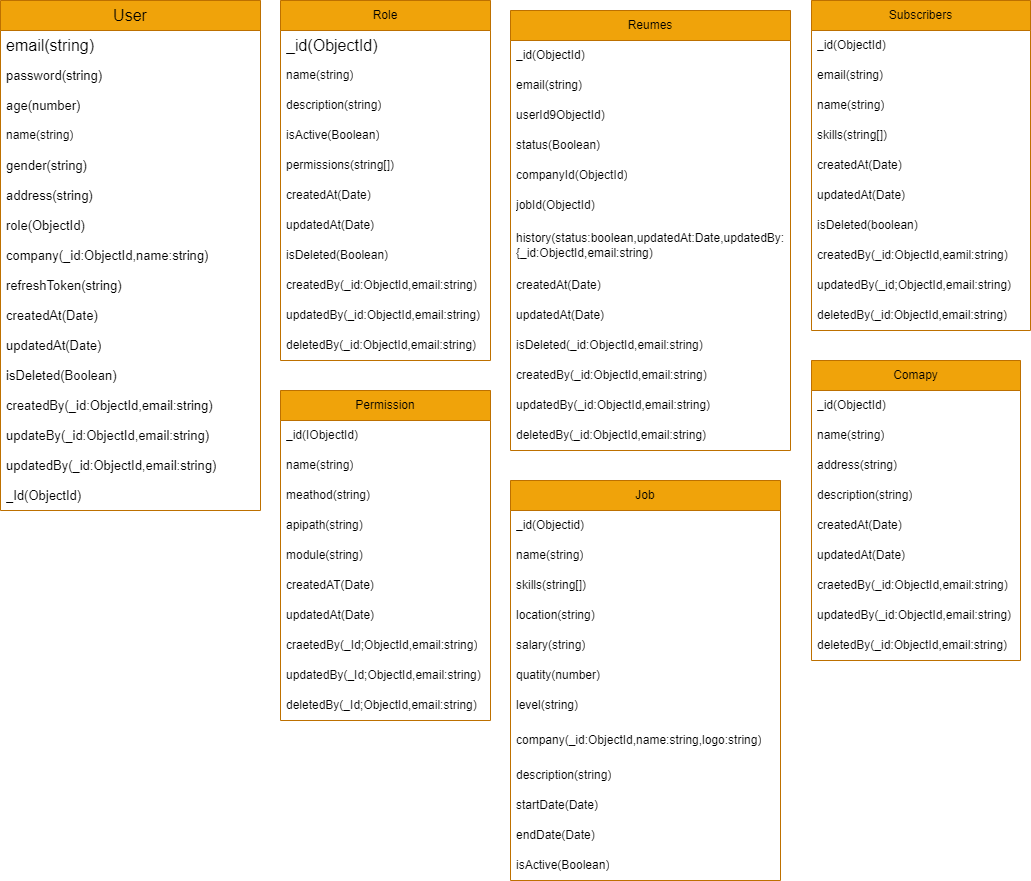 User
email(string)
password(string)
age(number)
name(string)
gender(string)
address(string)
role(ObjectId)
company(_id:ObjectId,name:string)
refreshToken(string)
createdAt(Date)
updatedAt(Date)
isDeleted(Boolean)
createdBy(_id:ObjectId,email:string)
updateBy(_id:ObjectId,email:string)
updatedBy(_id:ObjectId,email:string)
_Id(ObjectId)
Role
_id(ObjectId)
name(string)
description(string)
isActive(Boolean)
permissions(string[])
createdAt(Date)
updatedAt(Date)
isDeleted(Boolean)
createdBy(_id:ObjectId,email:string)
updatedBy(_id:ObjectId,email:string)
deletedBy(_id:ObjectId,email:string)
Permission
_id(IObjectId)
name(string)
meathod(string)
apipath(string)
module(string)
createdAT(Date)
updatedAt(Date)
craetedBy(_Id;ObjectId,email:string)
updatedBy(_Id;ObjectId,email:string)
deletedBy(_Id;ObjectId,email:string)
Reumes
_id(ObjectId)
email(string)
userId9ObjectId)
status(Boolean)
companyId(ObjectId)
jobId(ObjectId)
history(status:boolean,updatedAt:Date,updatedBy:
{_id:ObjectId,email:string)
createdAt(Date)
updatedAt(Date)
isDeleted(_id:ObjectId,email:string)
createdBy(_id:ObjectId,email:string)
updatedBy(_id:ObjectId,email:string)
deletedBy(_id:ObjectId,email:string)
Job
_id(Objectid)
name(string)
skills(string[])
location(string)
salary(string)
quatity(number)
level(string)
company(_id:ObjectId,name:string,logo:string)
description(string)
startDate(Date)
endDate(Date)
isActive(Boolean)
Subscribers
_id(ObjectId)
email(string)
name(string)
skills(string[])
createdAt(Date)
updatedAt(Date)
isDeleted(boolean)
createdBy(_id:ObjectId,eamil:string)
updatedBy(_id;ObjectId,email:string)
deletedBy(_id:ObjectId,email:string)
Comapy
_id(ObjectId)
name(string)
address(string)
description(string)
createdAt(Date)
updatedAt(Date)
craetedBy(_id:ObjectId,email:string)
updatedBy(_id:ObjectId,email:string)
deletedBy(_id:ObjectId,email:string)